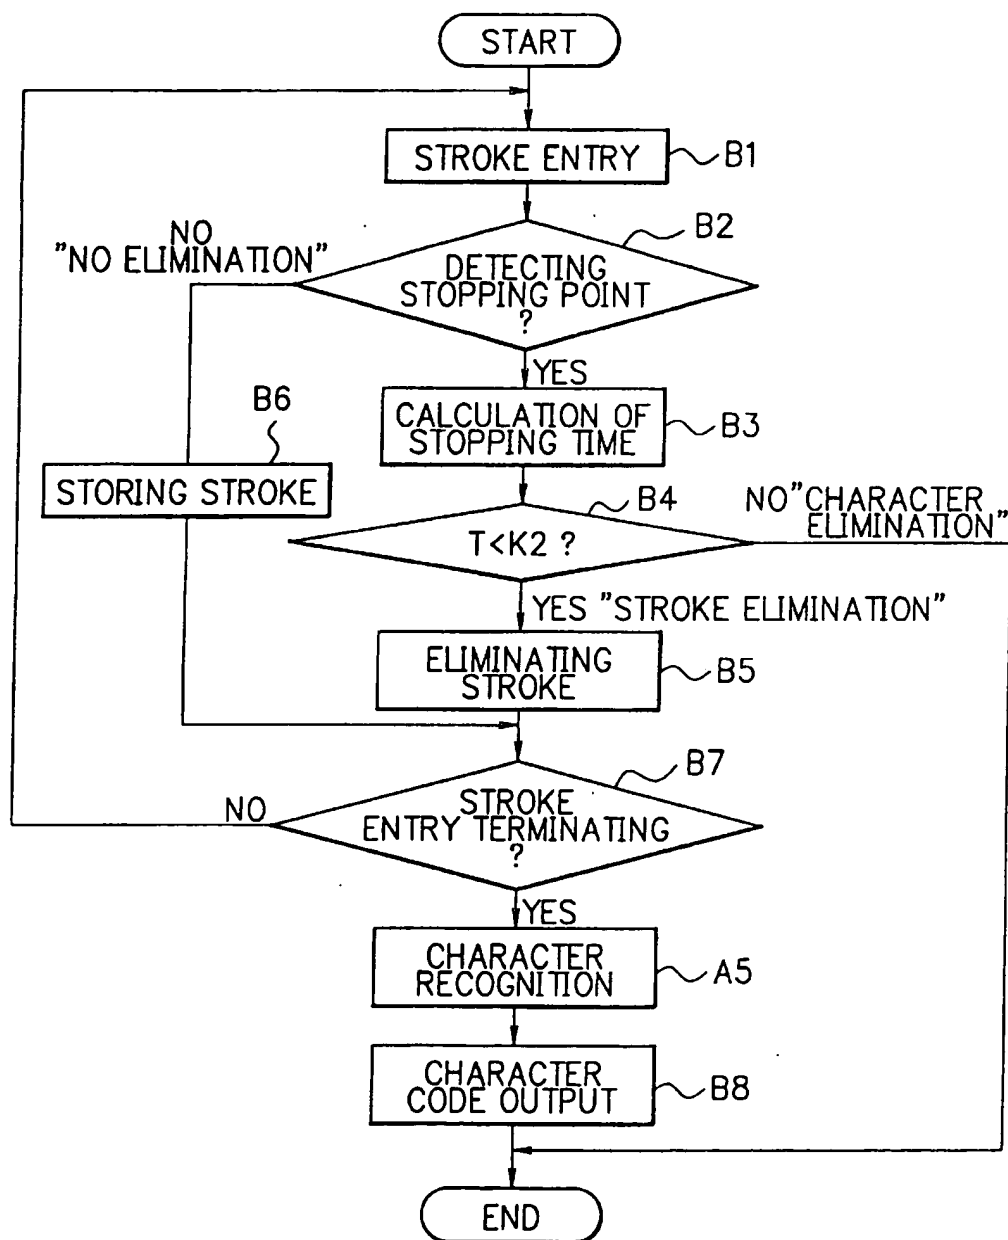 START
STROKE ENTRY
B1
B2
NO
"NO ELIMINATION"
DETECTING
STOPPING POINT
?
YES
B6
CALCULATION OF
STOPPING TIME
B3
STORING STROKE
B4
NO"CHARACTER
ELIMINATION"
T<K2 ?
YES "STROKE ELIMINATION"
ELIMINATING
STROKE
B5
B7
NO
STROKE
ENTRY TERMINATING
?
YES
CHARACTER
RECOGNITION
A5
CHARACTER
CODE OUTPUT
B8
END